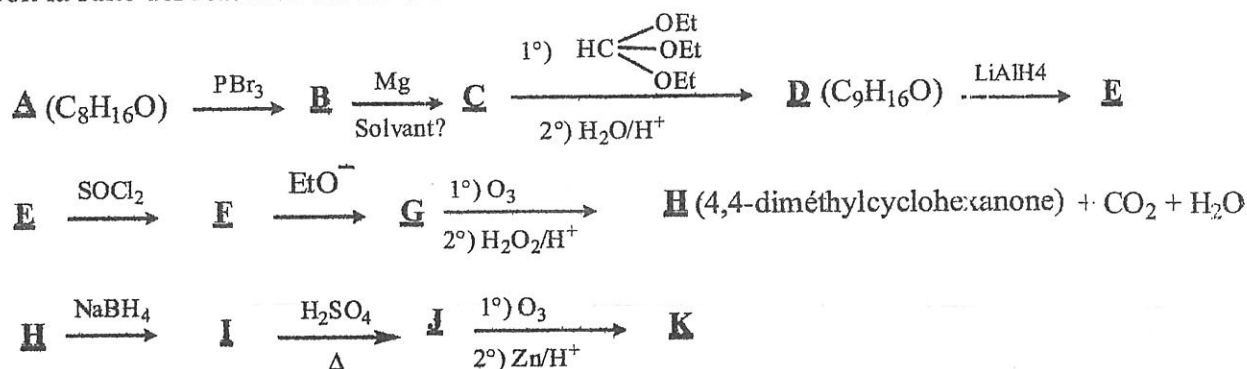 OEt
1°) HC OEt
OEt
A (C₈H₁₆O) PBr₃ B Mg Solvant? C 2°) H₂O/H⁺ D (C₉H₁₆O) LiAlH4 E
E SOCl₂ F EtO⁻ G 1°) O₃ 2°) H₂O₂/H⁺ H (4,4-diméthylcyclohexanone) + CO₂ + H₂O
H NaBH₄ I H₂SO₄ Δ J 1°) O₃ 2°) Zn/H⁺ K